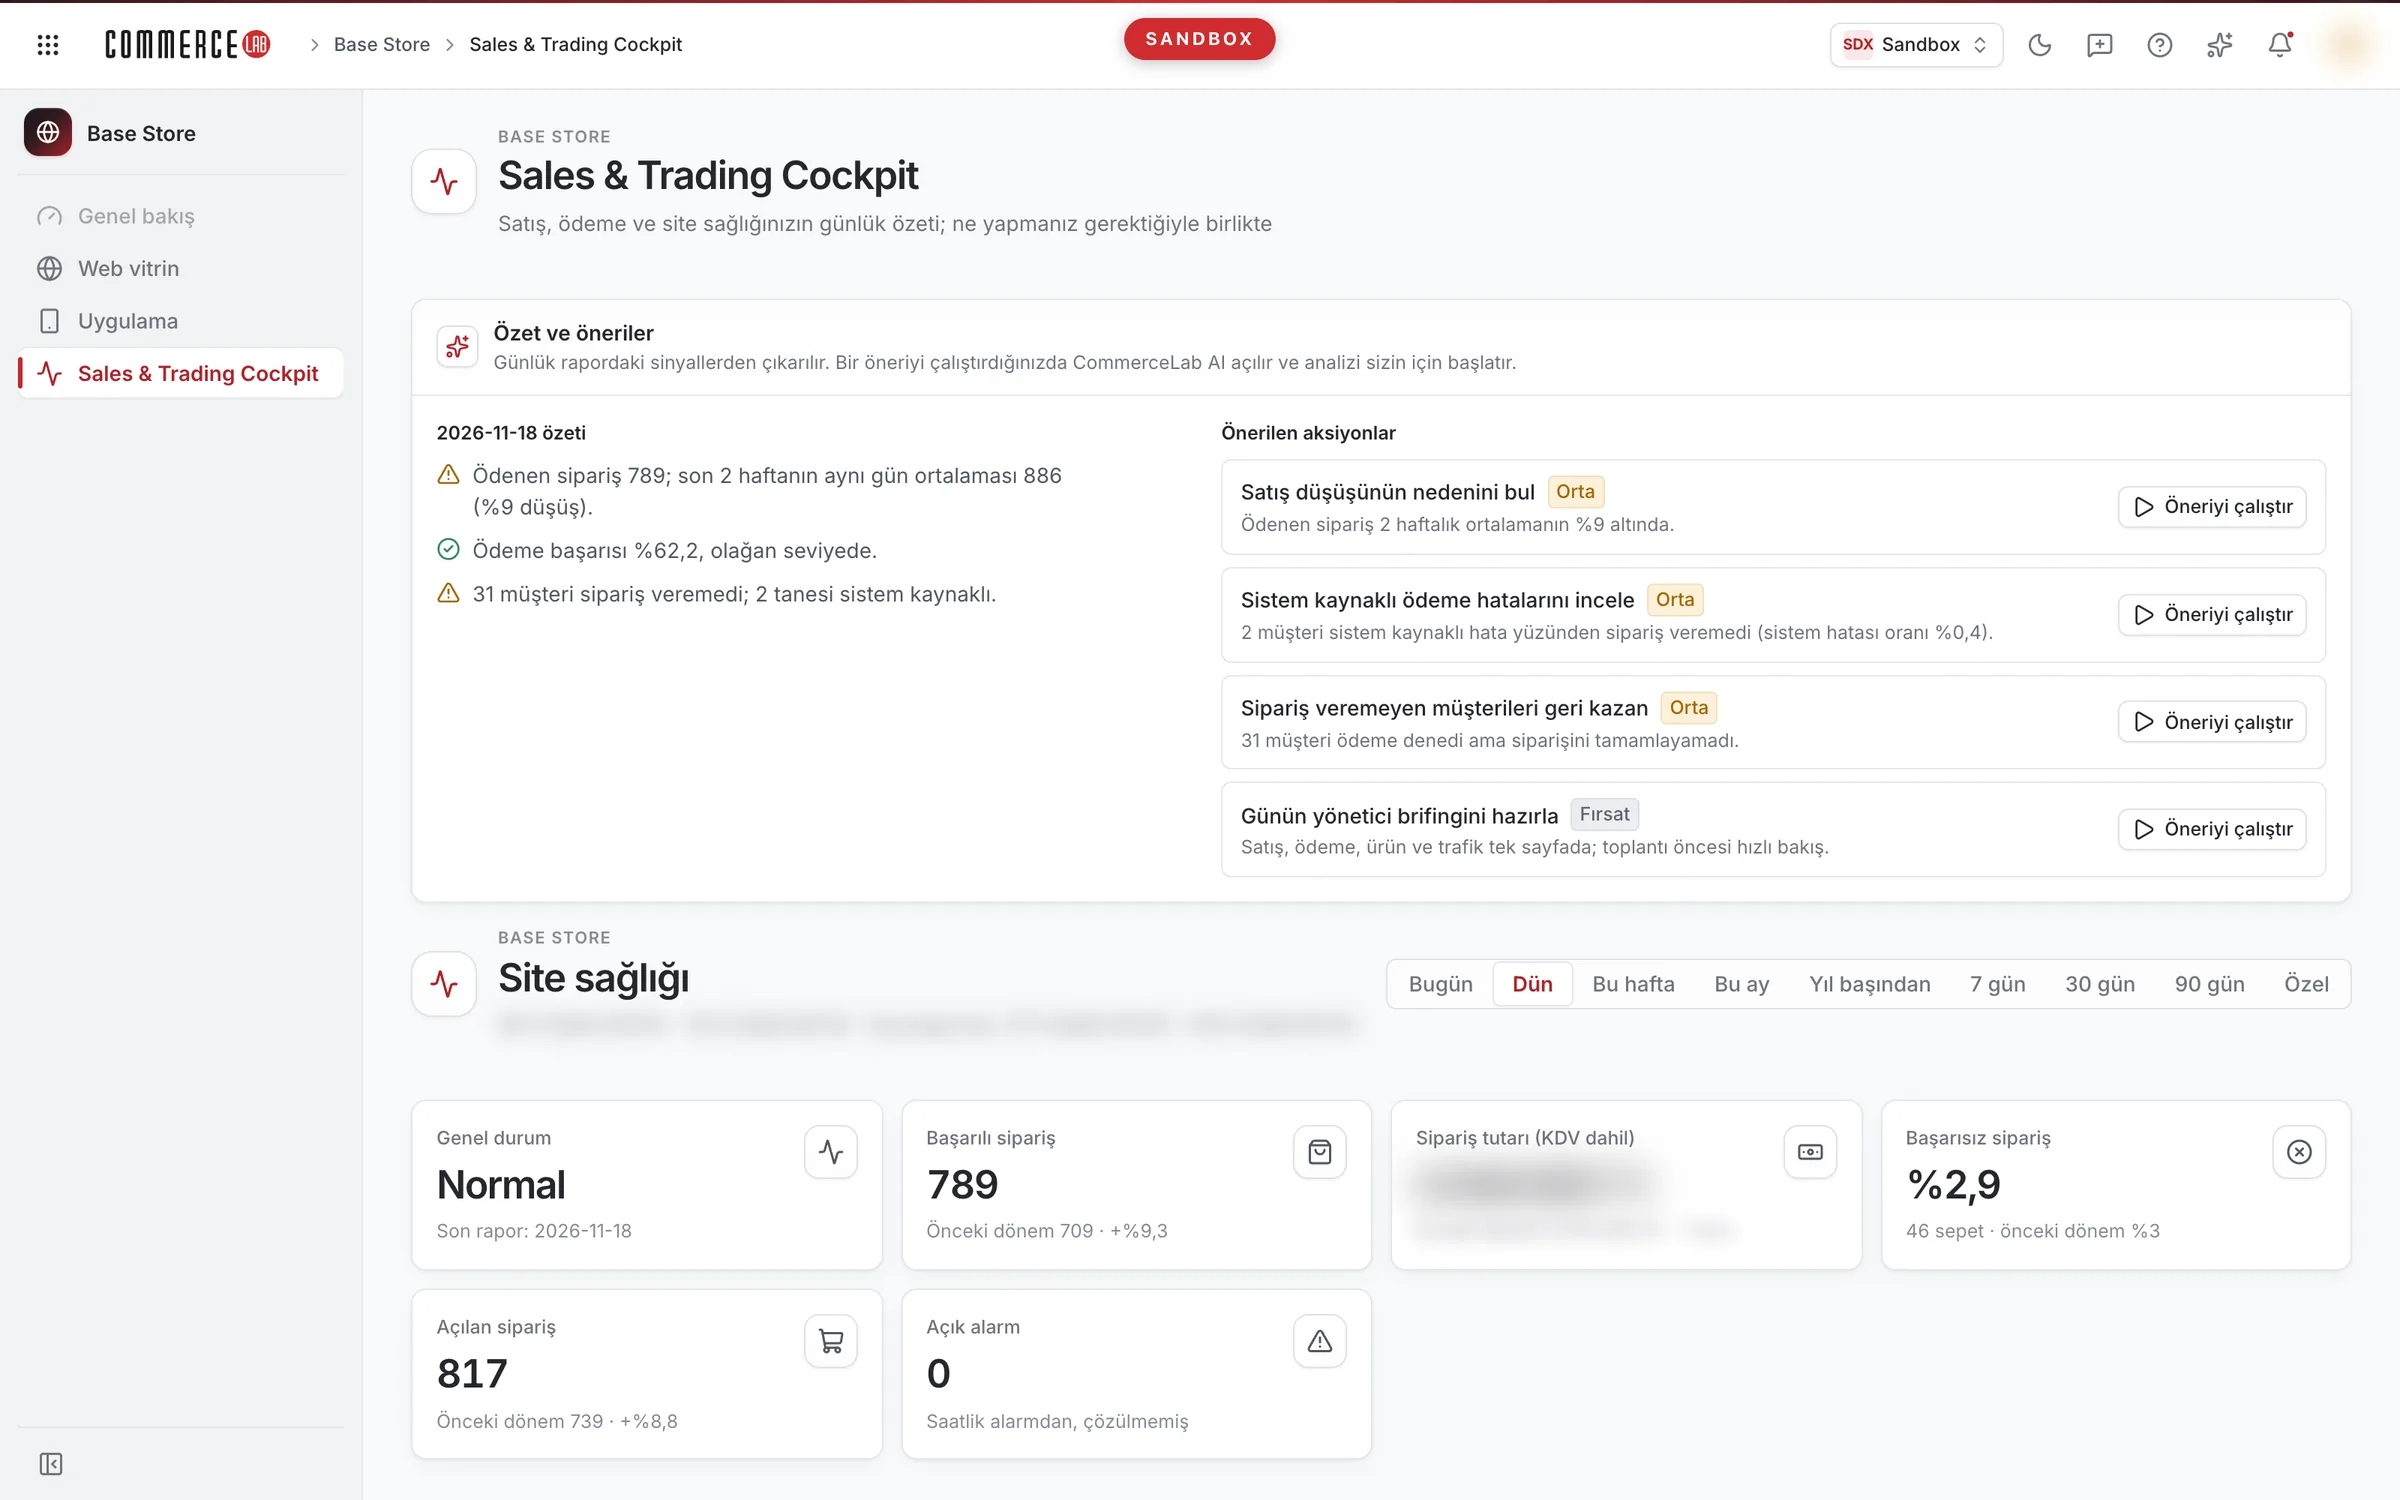 COMMERCE LAB
Base Store
Sales & Trading Cockpit
SANDBOX
SDX Sandbox
Base Store
Genel bakış
Web vitrin
Uygulama
Sales & Trading Cockpit
BASE STORE
Sales & Trading Cockpit
Satış, ödeme ve site sağlığınızın günlük özeti; ne yapmanız gerektiğiyle birlikte
Özet ve öneriler
Günlük rapordaki sinyallerden çıkarılır. Bir öneriyi çalıştırdığınızda CommerceLab AI açılır ve analizi sizin için başlatır.
2026-11-18 özeti
Ödenen sipariş 789; son 2 haftanın aynı gün ortalaması 886
(%9 düşüş).
Ödeme başarısı %62,2, olağan seviyede.
31 müşteri sipariş veremedi; 2 tanesi sistem kaynaklı.
Önerilen aksiyonlar
Satış düşüşünün nedenini bul Orta
Ödenen sipariş 2 haftalık ortalamanın %9 altında.
Öneriyi çalıştır
Sistem kaynaklı ödeme hatalarını incele Orta
2 müşteri sistem kaynaklı hata yüzünden sipariş veremedi (sistem hatası oranı %0,4).
Öneriyi çalıştır
Sipariş veremeyen müşterileri geri kazan Orta
31 müşteri ödeme denedi ama siparişini tamamlayamadı.
Öneriyi çalıştır
Günün yönetici brifingini hazırla Fırsat
Satış, ödeme, ürün ve trafik tek sayfada; toplantı öncesi hızlı bakış.
Öneriyi çalıştır
BASE STORE
Site sağlığı
Bugün Dün Bu hafta Bu ay Yıl başından 7 gün 30 gün 90 gün Özel
Genel durum
Normal
Son rapor: 2026-11-18
Başarılı sipariş
789
Önceki dönem 709 · +%9,3
Sipariş tutarı (KDV dahil)
Başarısız sipariş
%2,9
46 sepet · önceki dönem %3
Açılan sipariş
817
Önceki dönem 739 · +%8,8
Açık alarm
0
Saatlik alarmdan, çözülmemiş